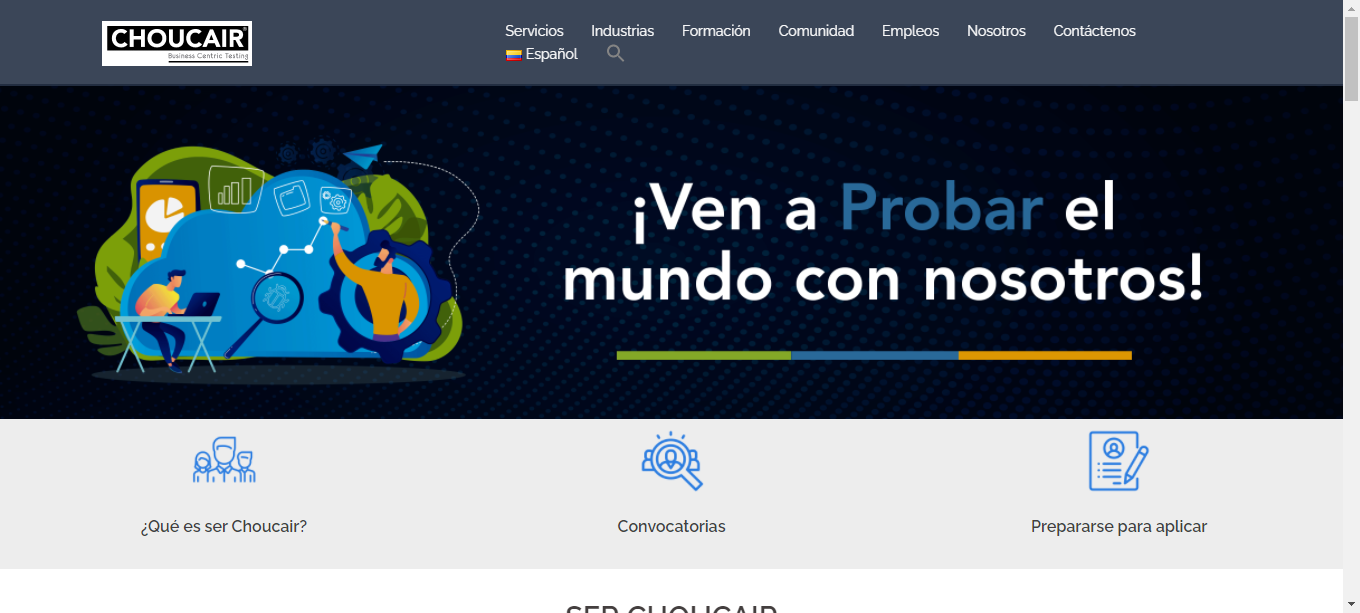 CHOUCAIR®
Business Centric Testing
Servicios Industrias Formación Comunidad Empleos Nosotros Contáctenos
Español
¡Ven a Probar el
mundo con nosotros!
¿Qué es ser Choucair? Convocatorias Prepararse para aplicar
SER CHOUCAIR